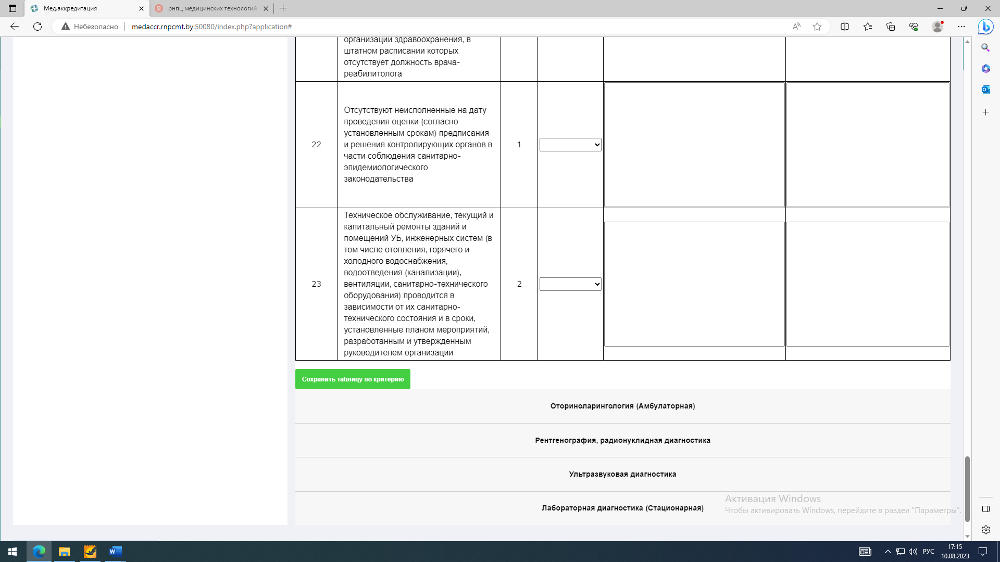 Мед.аккредитация
рнпц медицинских технологий
Небезопасно
medaccr.rnpcmt.by:50080/index.php?application#
организации здравоохранения, в
штатном расписании которых
отсутствует должность врача-
реабилитолога
22
Отсутствуют неисполненные на дату
проведения оценки (согласно
установленным срокам) предписания
и решения контролирующих органов в
части соблюдения санитарно-
эпидемиологического
законодательства
1
23
Техническое обслуживание, текущий и
капитальный ремонты зданий и
помещений УБ, инженерных систем (в
том числе отопления, горячего и
холодного водоснабжения,
водоотведения (канализации),
вентиляции, санитарно-технического
оборудования) проводится в
зависимости от их санитарно-
технического состояния и в сроки,
установленные планом мероприятий,
разработанным и утвержденным
руководителем организации
2
Сохранить таблицу по критерию
Оториноларингология (Амбулаторная)
Рентгенография, радионуклидная диагностика
Ультразвуковая диагностика
Лабораторная диагностика (Стационарная)
Активация Windows
Чтобы активировать Windows, перейдите в раздел "Параметры".
РУС
17:15
10.08.2023